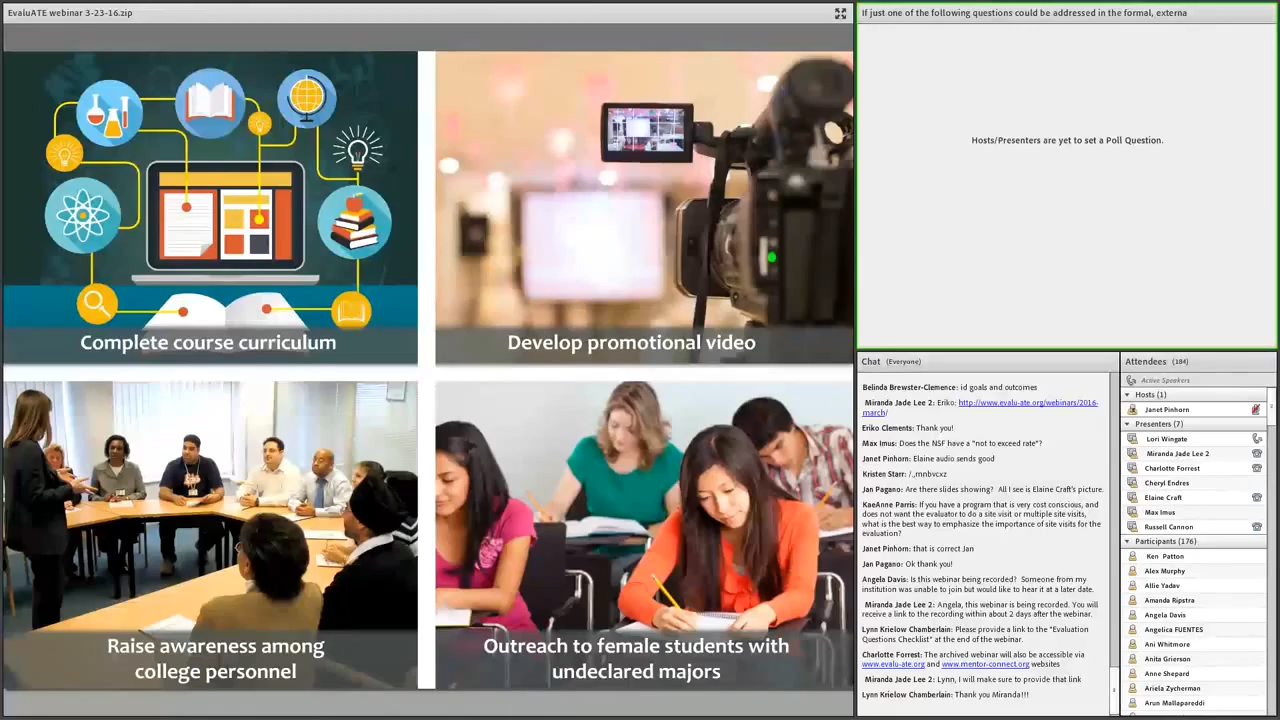 EvaluATE webinar 3-23-16.zip
Complete course curriculum
Develop promotional video
Raise awareness among
college personnel
Outreach to female students with
undeclared majors
If just one of the following questions could be addressed in the formal, externa
Hosts/Presenters are yet to set a Poll Question.
Chat (Everyone)
Belinda Brewster-Clemence: id goals and outcomes
Miranda Jade Lee 2: Eriko: http://www.evalu-ate.org/webinars/2016-
march/
Eriko Clements: Thank you!
Max Imus: Does the NSF have a "not to exceed rate"?
Janet Pinhorn: Elaine audio sends good
Kristen Starr: /.,mnbvcxz
Jan Pagano: Are there slides showing? All I see is Elaine Craft's picture.
KaeAnne Parris: If you have a program that is very cost conscious, and
does not want the evaluator to do a site visit or multiple site visits,
what is the best way to emphasize the importance of site visits for the
evaluation?
Janet Pinhorn: that is correct Jan
Jan Pagano: Ok thank you!
Angela Davis: Is this webinar being recorded? Someone from my
institution was unable to join but would like to hear it at a later date.
Miranda Jade Lee 2: Angela, this webinar is being recorded. You will
receive a link to the recording within about 2 days after the webinar.
Lynn Krielow Chamberlain: Please provide a link to the "Evaluation
Questions Checklist" at the end of the webinar.
Charlotte Forrest: The archived webinar will also be accessible via
www.evalu-ate.org and www.mentor-connect.org websites
Miranda Jade Lee 2: Lynn, I will make sure to provide that link
Lynn Krielow Chamberlain: Thank you Miranda!!!
Attendees (184)
Active Speakers
Hosts (1)
Janet Pinhorn
Presenters (7)
Lori Wingate
Miranda Jade Lee 2
Charlotte Forrest
Cheryl Endres
Elaine Craft
Max Imus
Russell Cannon
Participants (176)
Ken Patton
Alex Murphy
Allie Yadav
Amanda Ripstra
Angela Davis
Angelica FUENTES
Ani Whitmore
Anita Grierson
Anne Shepard
Ariela Zycherman
Arun Mallapareddi